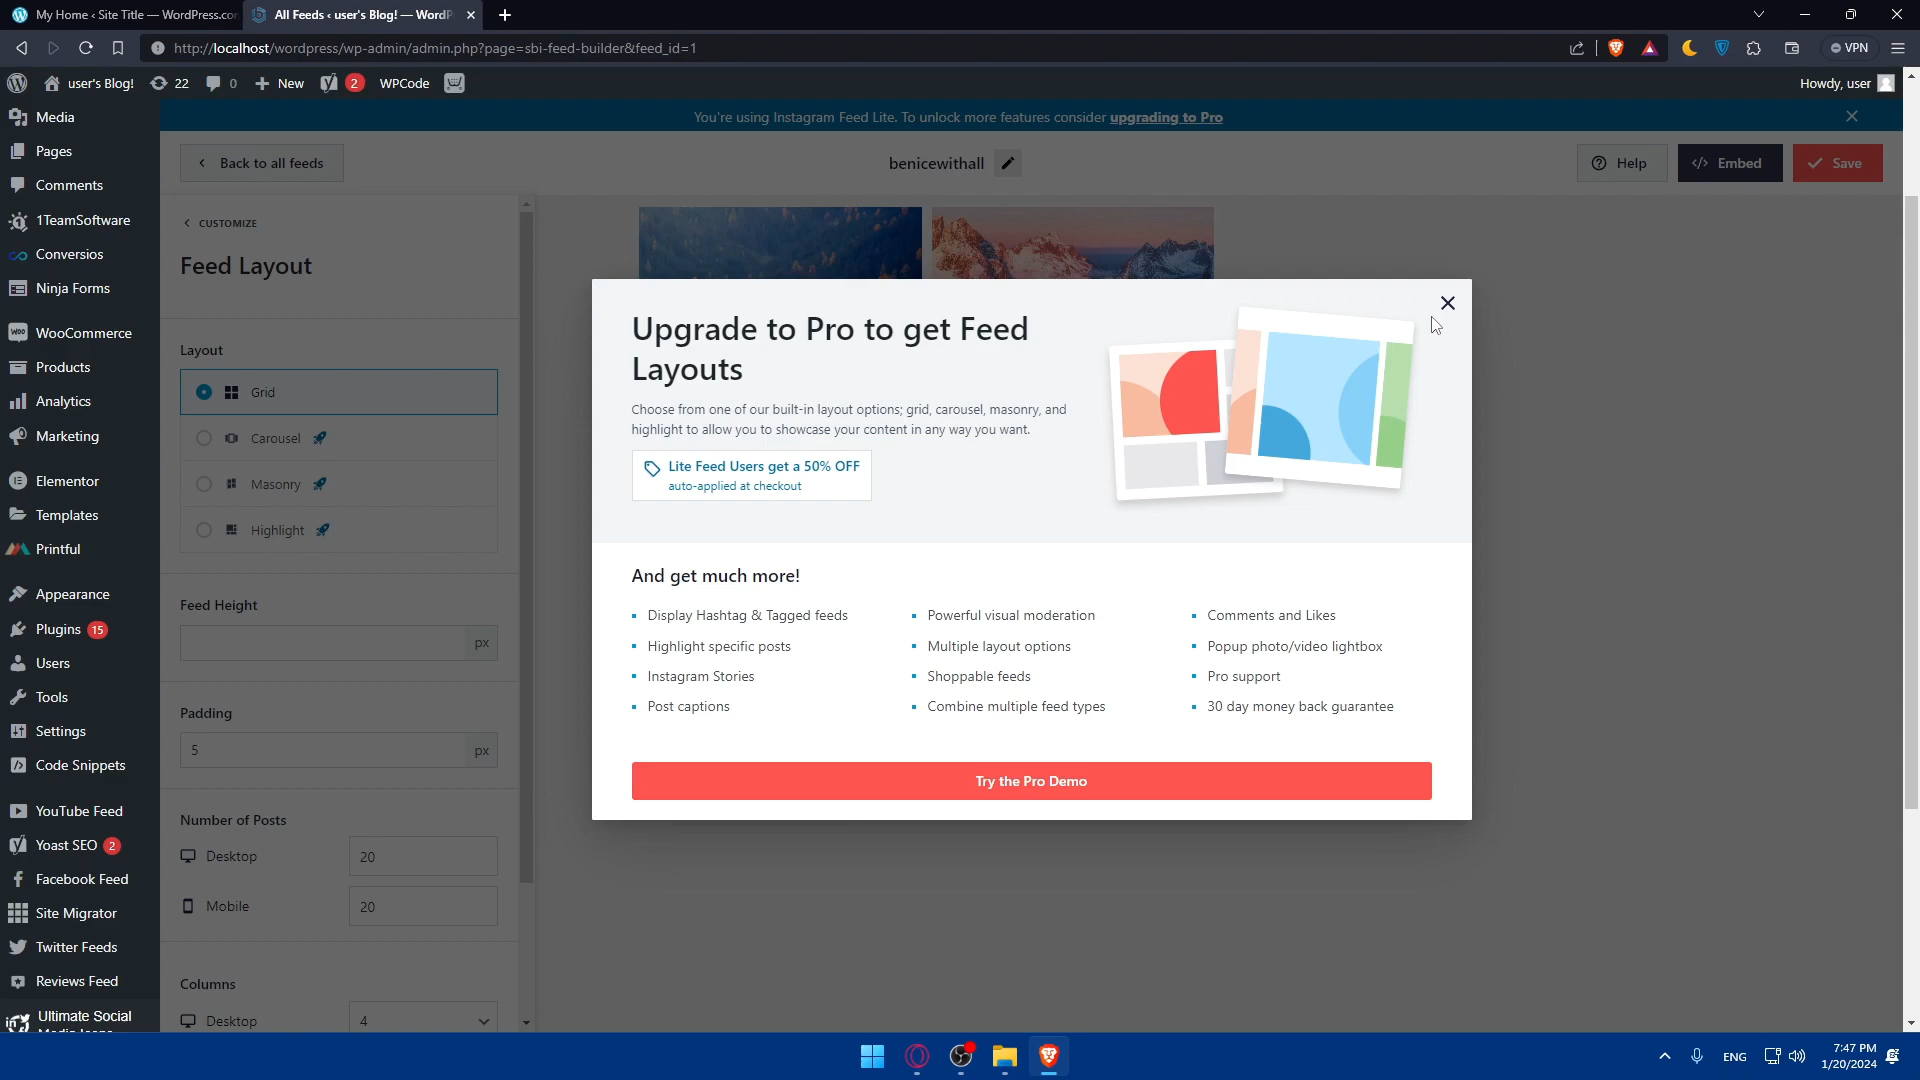 My Home ‹ Site Title — WordPress.com
All Feeds ‹ user's Blog! — WordP
http://localhost/wordpress/wp-admin/admin.php?page=sbi-feed-builder&feed_id=1
VPN
user's Blog!
22
0
New
2
WPCode
Howdy, user
You're using Instagram Feed Lite. To unlock more features consider upgrading to Pro
Media
Pages
Comments
1TeamSoftware
Conversios
Ninja Forms
WooCommerce
Products
Analytics
Marketing
Elementor
Templates
Printful
Appearance
Plugins 15
Users
Tools
Settings
Code Snippets
YouTube Feed
Yoast SEO 2
Facebook Feed
Site Migrator
Twitter Feeds
Reviews Feed
Ultimate Social
Back to all feeds
benicewithall
Help
Embed
Save
CUSTOMIZE
Feed Layout
Layout
Grid
Carousel
Masonry
Highlight
Feed Height
px
Padding
5 px
Number of Posts
Desktop 20
Mobile 20
Columns
Desktop 4
Upgrade to Pro to get Feed
Layouts
Choose from one of our built-in layout options; grid, carousel, masonry, and
highlight to allow you to showcase your content in any way you want.
Lite Feed Users get a 50% OFF
auto-applied at checkout
And get much more!
Display Hashtag & Tagged feeds
Highlight specific posts
Instagram Stories
Post captions
Powerful visual moderation
Multiple layout options
Shoppable feeds
Combine multiple feed types
Comments and Likes
Popup photo/video lightbox
Pro support
30 day money back guarantee
Try the Pro Demo
ENG
7:47 PM
1/20/2024